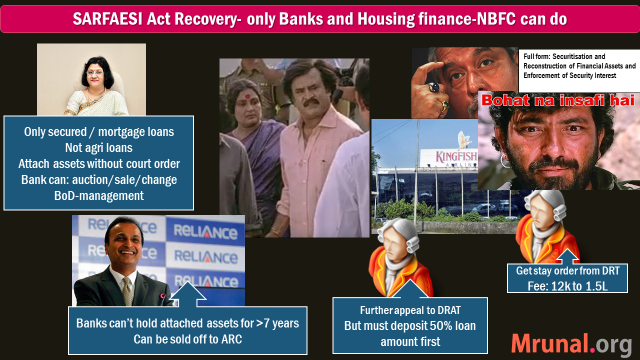 SARFAESI Act Recovery- only Banks and Housing finance-NBFC can do
Full form: Securitisation and
Reconstruction of Financial Assets and
Enforcement of Security Interest
Bohat na insafi hai
Only secured / mortgage loans
Not agri loans
Attach assets without court order
Bank can: auction/sale/change
BoD-management
KINGFISH
RELIANCE
RELIANCE
RELIANCE
Get stay order from DRT
Fee: 12k to 1.5L
Further appeal to DRAT
But must deposit 50% loan
amount first
Banks can't hold attached assets for >7 years
Can be sold off to ARC
Mrunal.org